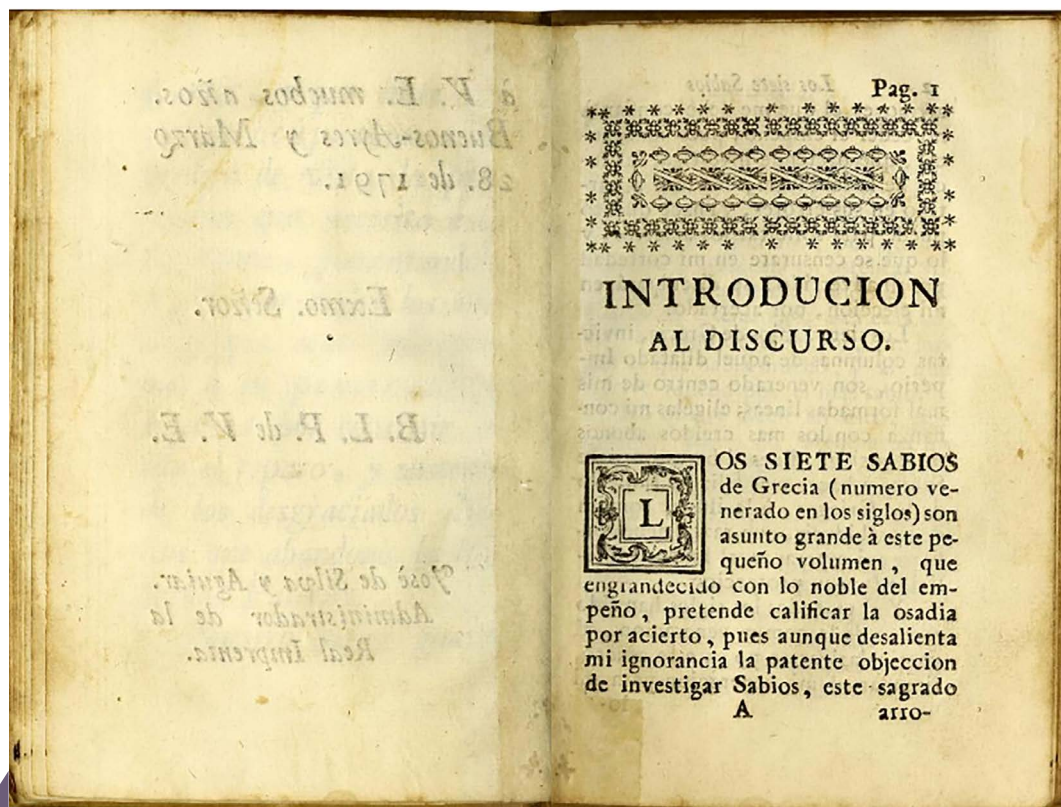 à V. E. muchos años.
Buenos-Ayres y Marzo
28. de 1791.
Exmo. Señor.
B. L. P. de V. E.
Josè de Silva y Aguiar.
Administrador de la
Real Imprenta.
Pag. 1
INTRODUCION
AL DISCURSO.
LOS SIETE SABIOS
de Grecia (numero ve-
nerado en los siglos) son
asunto grande à este pe-
queño volumen, que
engrandecido con lo noble del em-
peño, pretende calificar la osadia
por acierto, pues aunque desalienta
mi ignorancia la patente objeccion
de investigar Sabios, este sagrado
A arro-